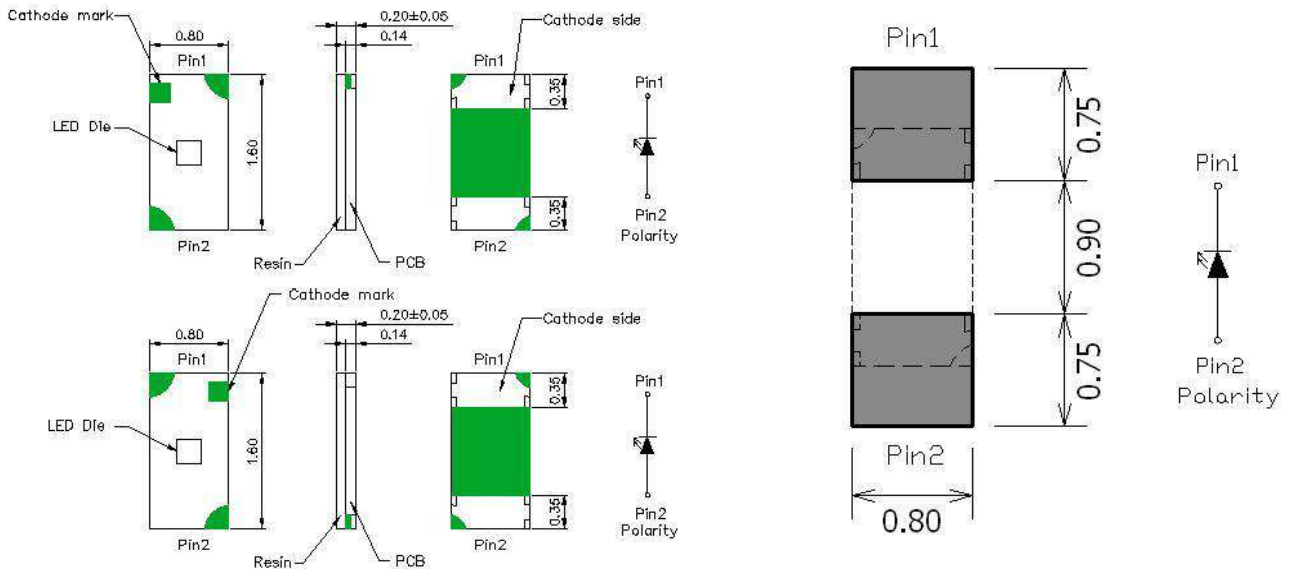 Cathode mark
0.80
Pin1
LED Die
1.60
Pin2
0.20±0.05
0.14
Resin
PCB
Cathode side
Pin1
0.35
0.35
Pin1
Pin2
Polarity
Cathode mark
0.80
Pin1
LED Die
1.60
Pin2
0.20±0.05
0.14
Resin
PCB
Cathode side
Pin1
0.35
0.35
Pin1
Pin2
Polarity
Pin1
0.75
0.90
0.75
Pin2
0.80
Pin1
Pin2
Polarity